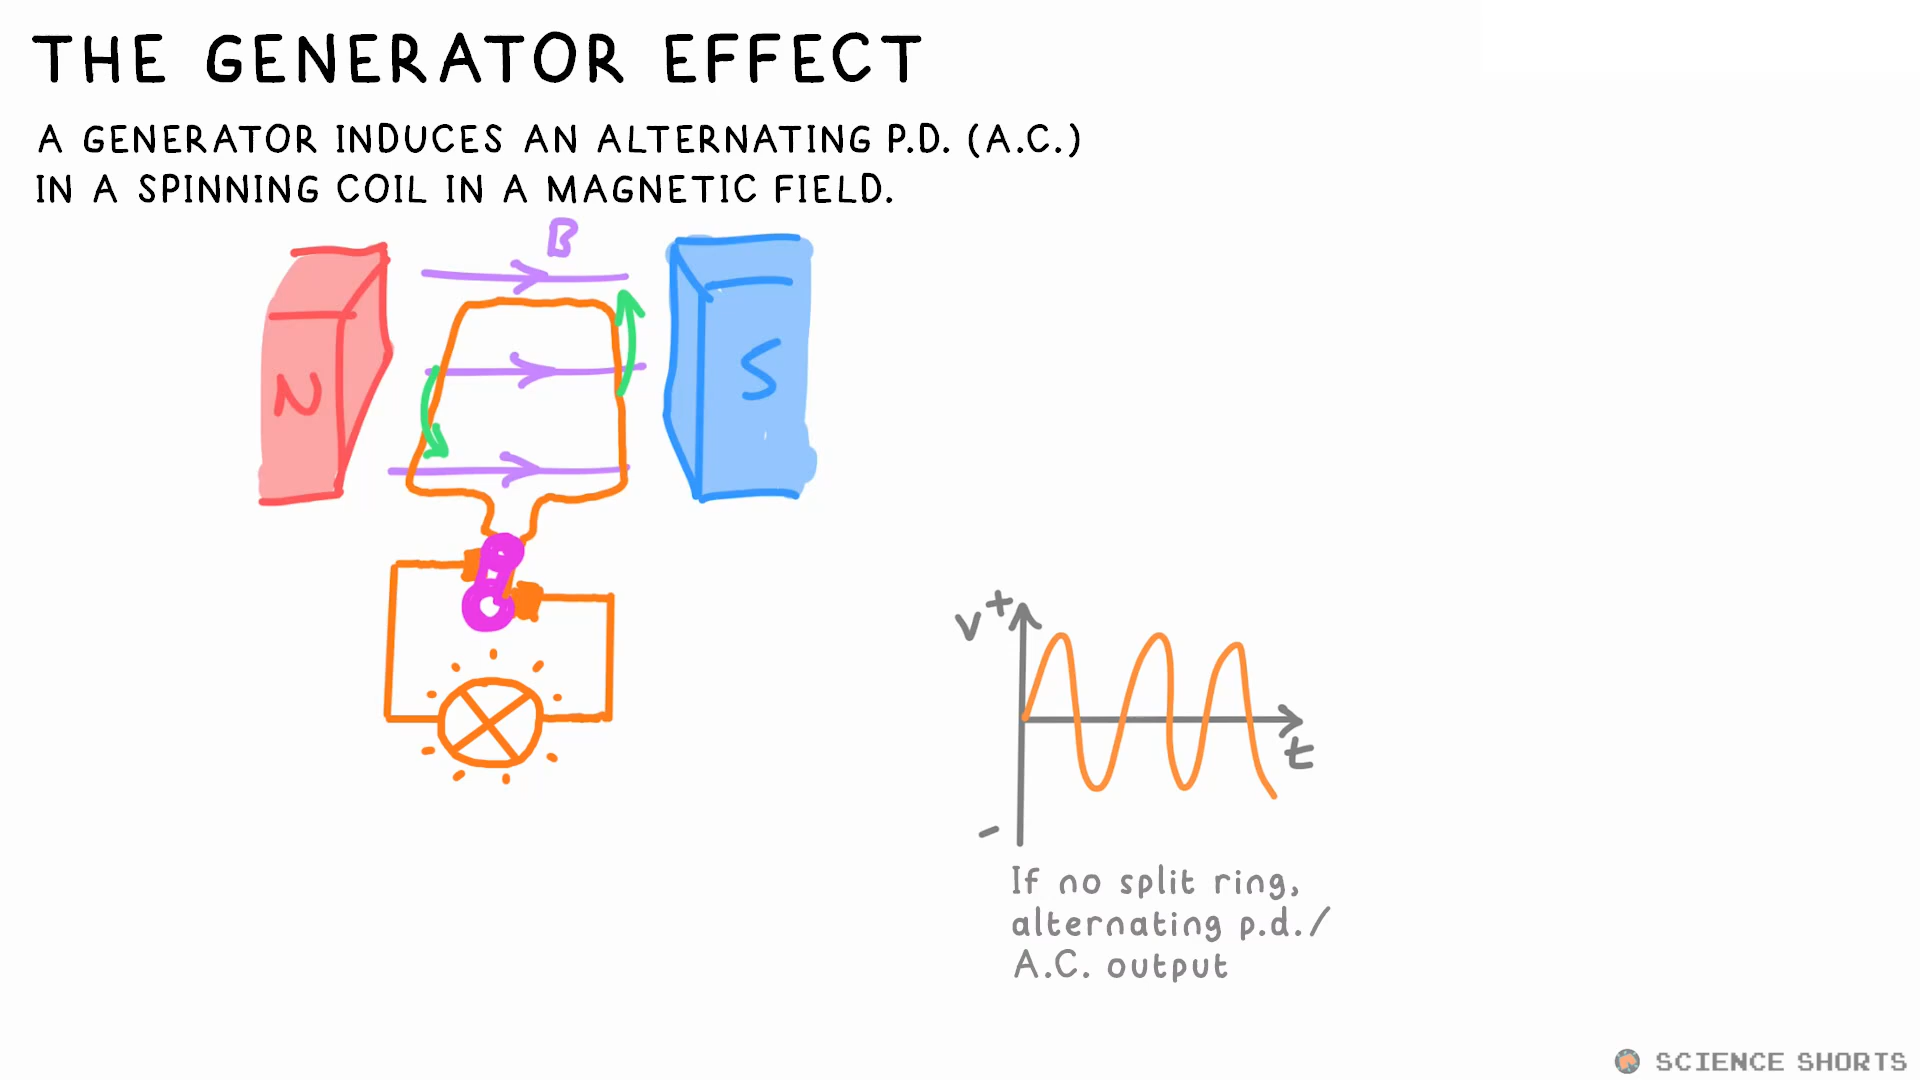 THE GENERATOR EFFECT
A GENERATOR INDUCES AN ALTERNATING P.D. (A.C.)
IN A SPINNING COIL IN A MAGNETIC FIELD.
B
N
S
V +
t
-
If no split ring,
alternating p.d./
A.C. output
SCIENCE SHORTS